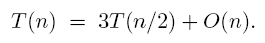 T(n) = 3T(n/2) + O(n).